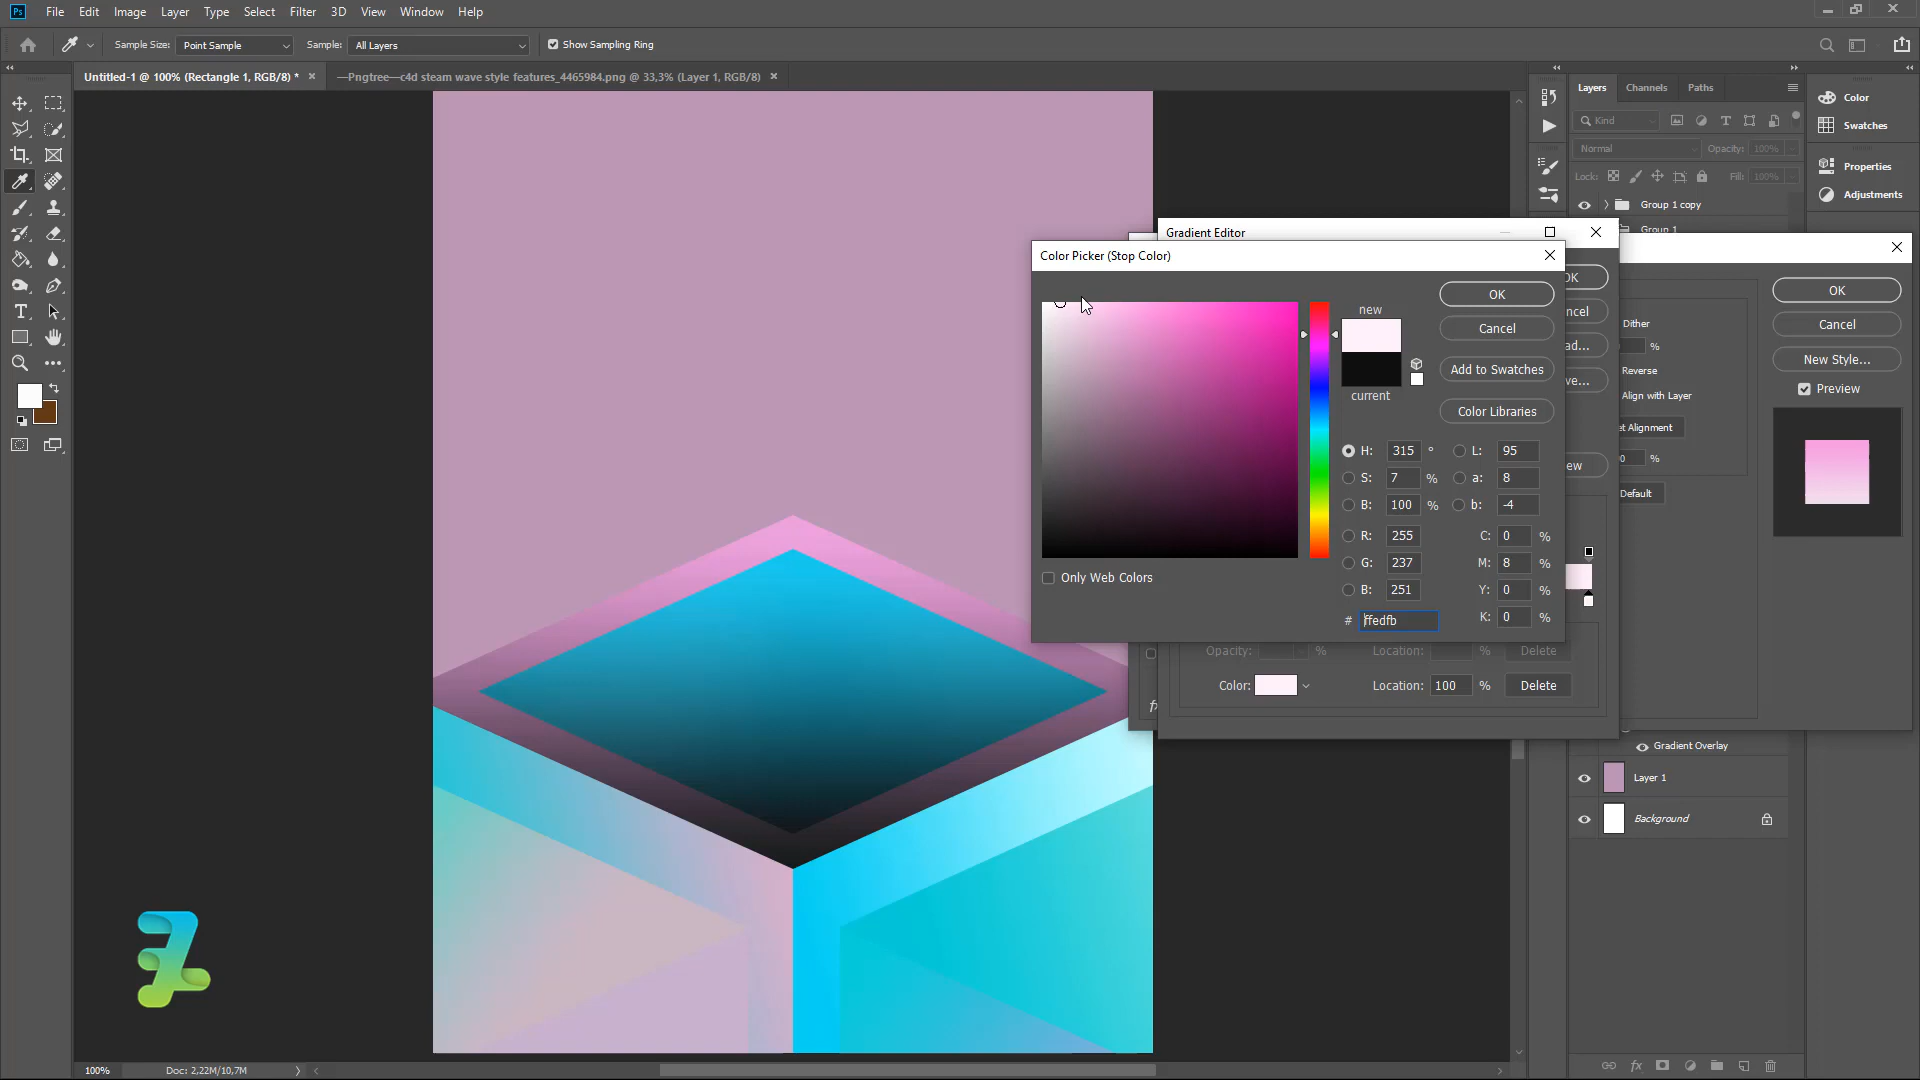 Ps File Edit Image Layer Type Select Filter 3D View Window Help
Sample Size: Point Sample Sample: All Layers Show Sampling Ring
Untitled-1 @ 100% (Rectangle 1, RGB/8) * —Pngtree—c4d steam wave style features_4465984.png @ 33,3% (Layer 1, RGB/8)
Layers Channels Paths
Color
Swatches
Properties
Adjustments
Kind
Normal Opacity: 100%
Lock: Fill: 100%
Group 1 copy
Group 1
Gradient Editor
Color Picker (Stop Color)
new
current
OK
Cancel
Add to Swatches
Color Libraries
H: 315 ° L: 95
S: 7 % a: 8
B: 100 % b: -4
R: 255 C: 0 %
G: 237 M: 8 %
B: 251 Y: 0 %
# ffedfb K: 0 %
Only Web Colors
OK
ncel
ad...
ve...
ew
Opacity: % Location: % Delete
Color: Location: 100 % Delete
Dither
%
Reverse
Align with Layer
et Alignment
0 %
Default
OK
Cancel
New Style...
Preview
fx
Gradient Overlay
Layer 1
Background
100% Doc: 2,22M/10,7M
fx